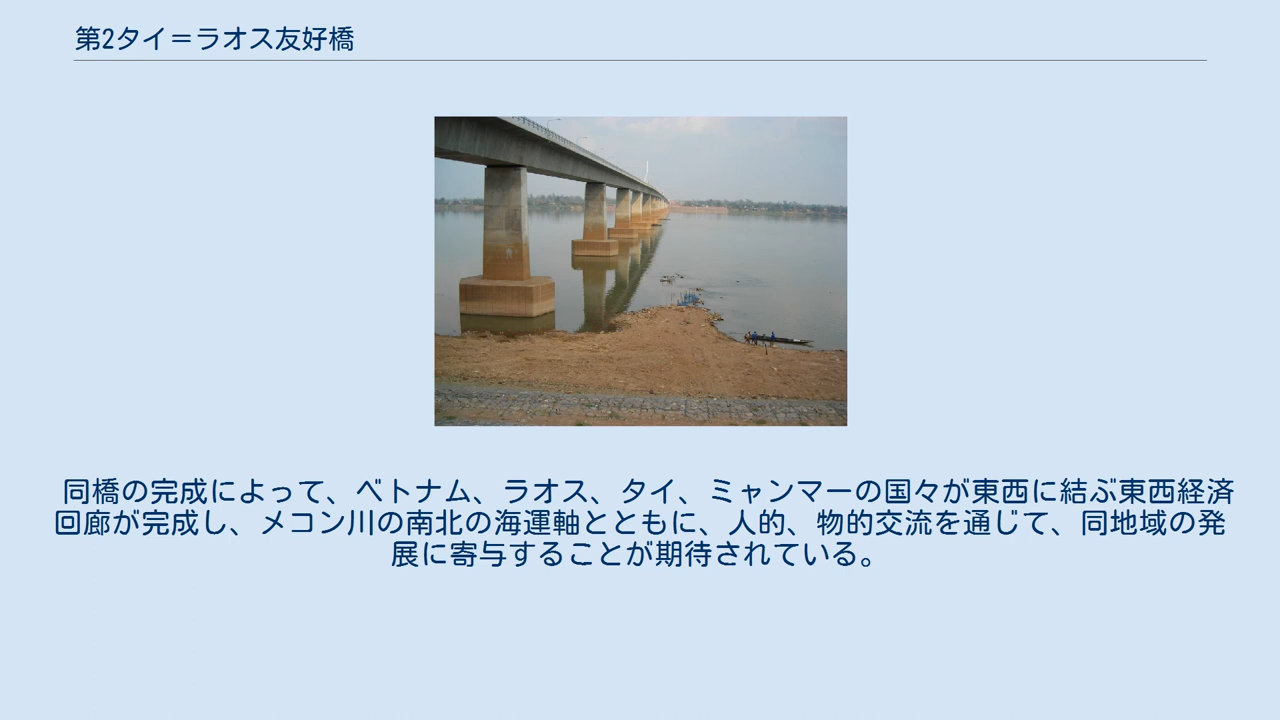 第2タイ＝ラオス友好橋
同橋の完成によって、ベトナム、ラオス、タイ、ミャンマーの国々が東西に結ぶ東西経済
回廊が完成し、メコン川の南北の海運軸とともに、人的、物的交流を通じて、同地域の発
展に寄与することが期待されている。